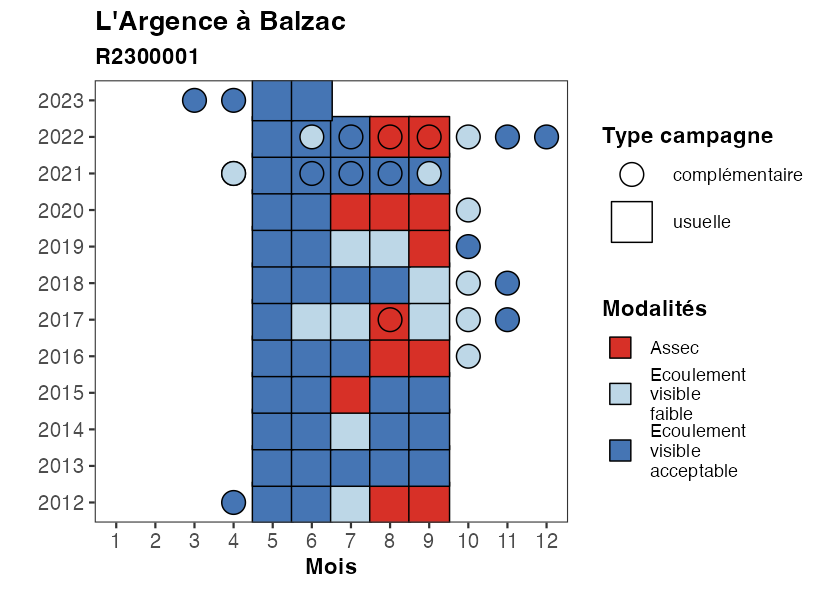 L'Argence à Balzac
R2300001
2023
2022
2021
2020
2019
2018
2017
2016
2015
2014
2013
2012
1 2 3 4 5 6 7 8 9 10 11 12
Mois
Type campagne
complémentaire
usuelle
Modalités
Assec
Ecoulement
visible
faible
Ecoulement
visible
acceptable